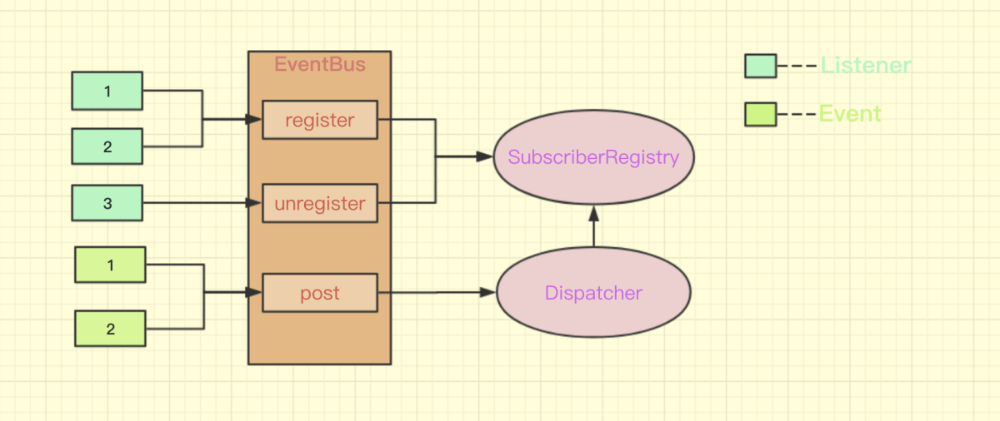 EventBus
1
2
3
1
2
register
unregister
post
SubscriberRegistry
Dispatcher
Listener
Event